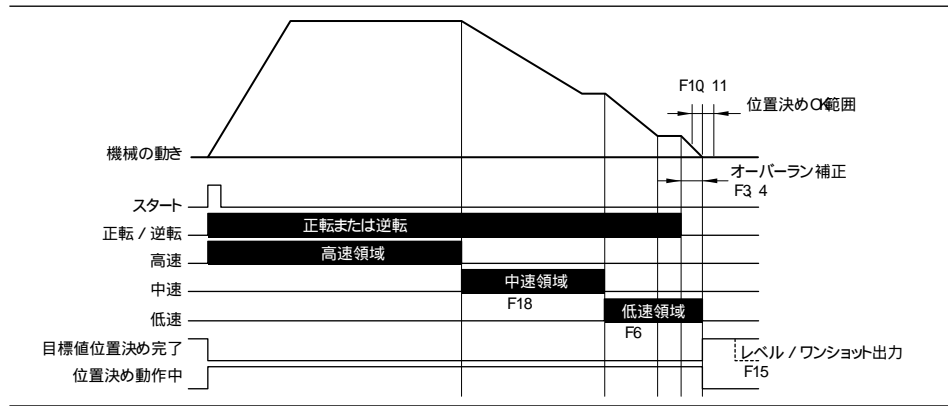 F10, 11
位置決めOK範囲
機械の動き
オーバーラン補正
F3, 4
スタート
正転 / 逆転
正転または逆転
高速
高速領域
中速
中速領域
F18
低速
低速領域
F6
目標値位置決め完了
レベル / ワンショット出力
F15
位置決め動作中